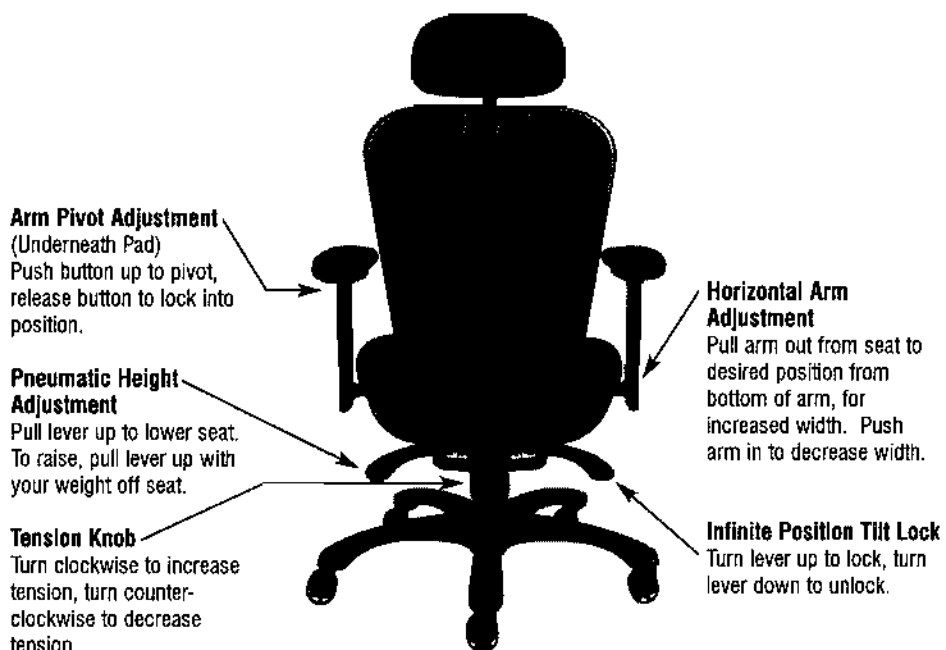 Arm Pivot Adjustment
(Underneath Pad)
Push button up to pivot,
release button to lock into
position.
Pneumatic Height
Adjustment
Pull lever up to lower seat.
To raise, pull lever up with
your weight off seat.
Tension Knob
Turn clockwise to increase
tension, turn counter-
clockwise to decrease
tension
Horizontal Arm
Adjustment
Pull arm out from seat to
desired position from
bottom of arm, for
increased width. Push
arm in to decrease width.
Infinite Position Tilt Lock
Turn lever up to lock, turn
lever down to unlock.